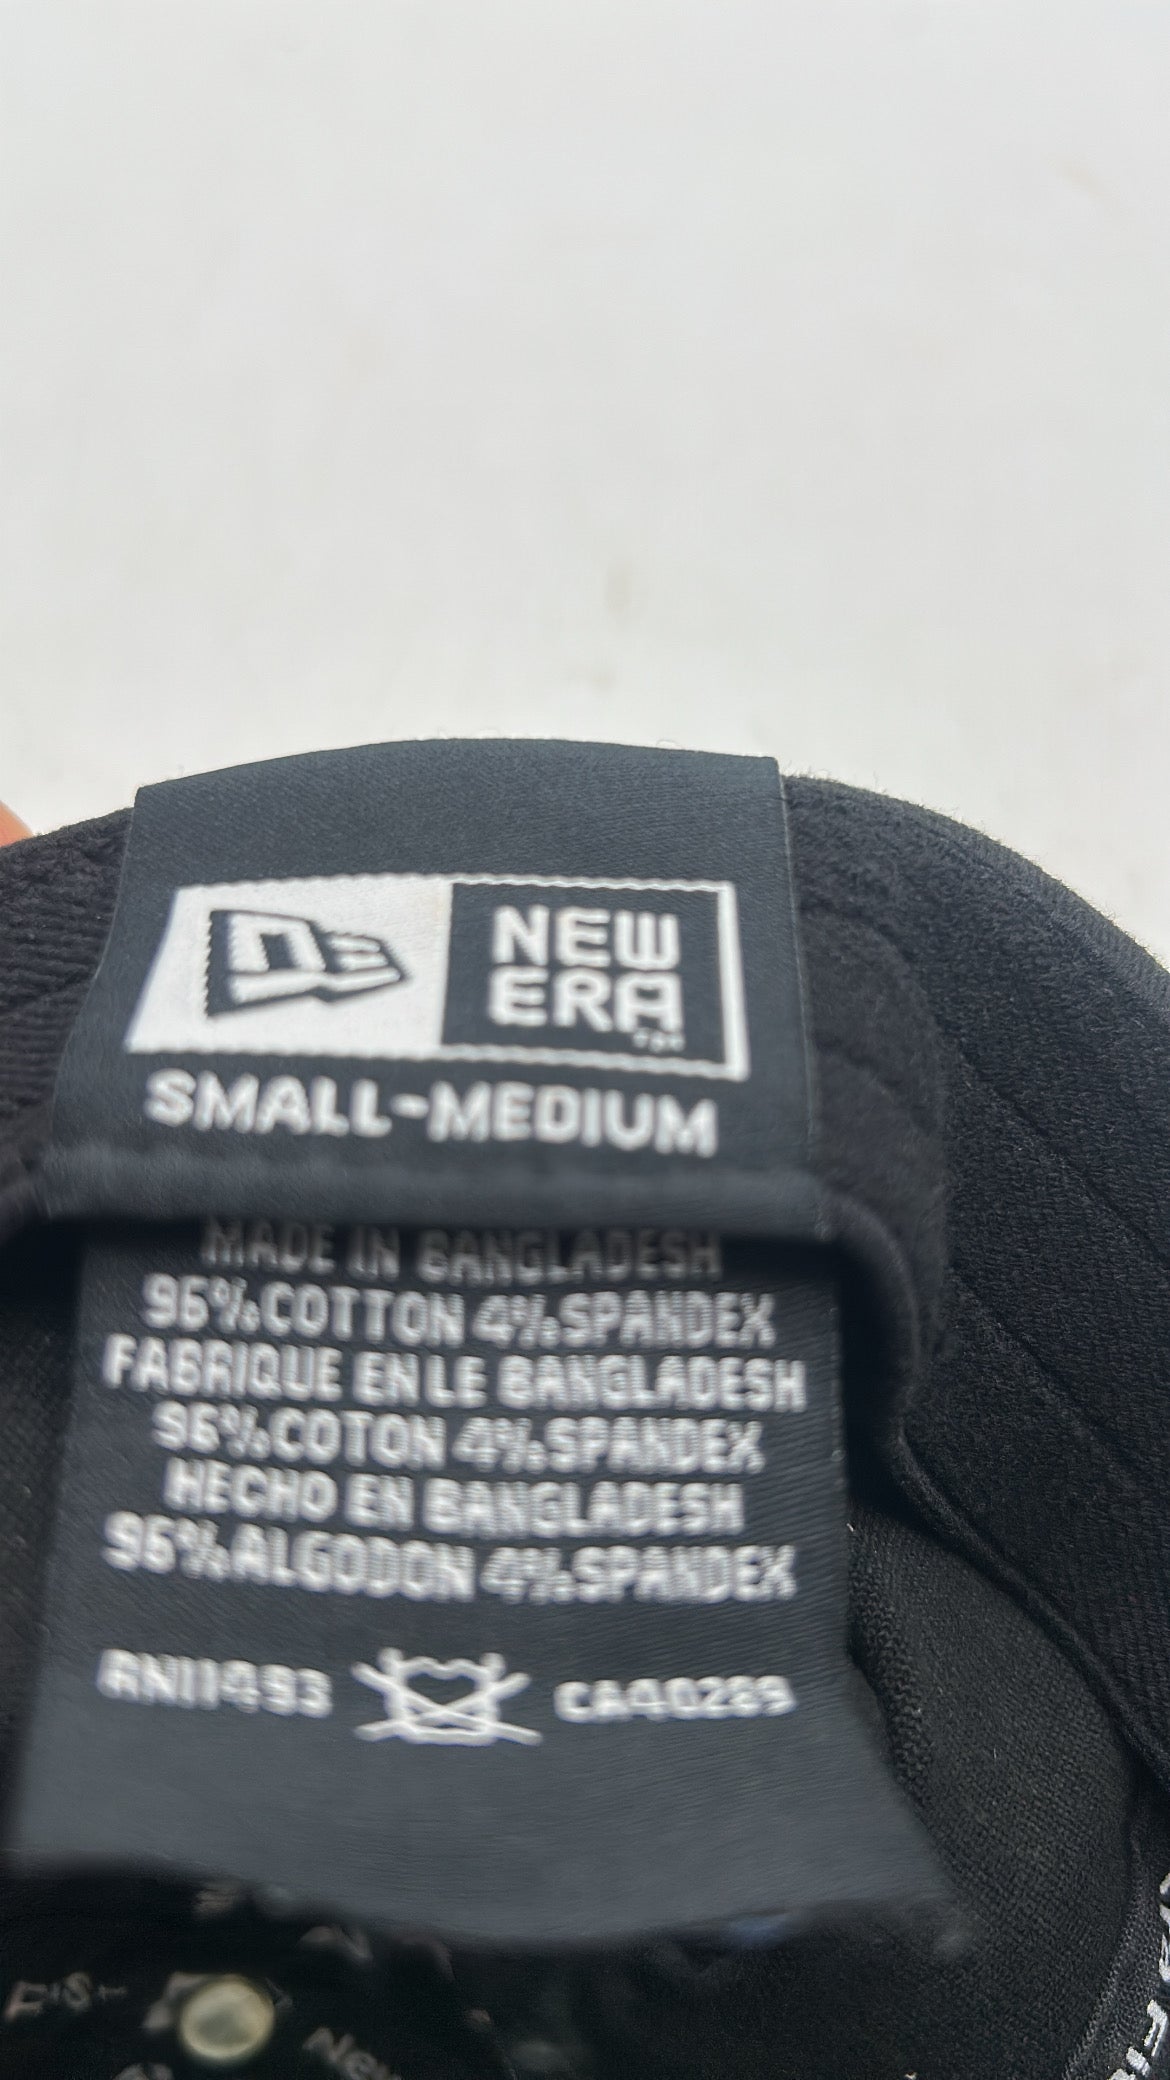 NEW
ERA
SMALL-MEDIUM
MADE IN BANGLADESH
96% COTTON 4% SPANDEX
FABRIQUE EN LE BANGLADESH
96% COTON 4% SPANDEX
HECHO EN BANGLADESH
96% ALGODON 4% SPANDEX
RN11493 CA40289